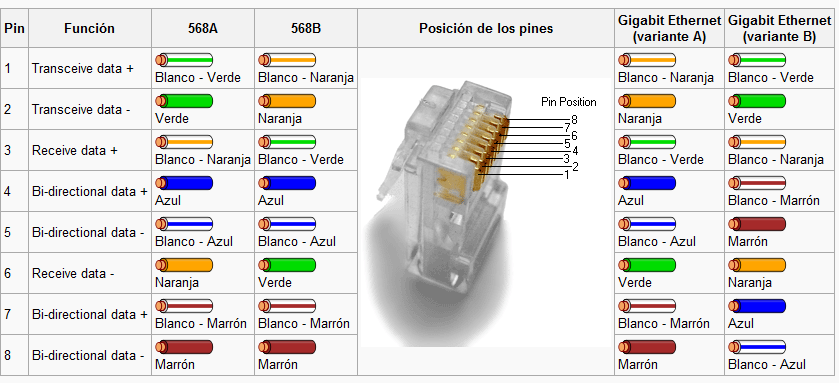 Pin Función 568A 568B Posición de los pines Gigabit Ethernet (variante A) Gigabit Ethernet (variante B)
1 Transceive data + Blanco - Verde Blanco - Naranja Blanco - Naranja Blanco - Verde
2 Transceive data - Verde Naranja Naranja Verde
3 Receive data + Blanco - Naranja Blanco - Verde Blanco - Verde Blanco - Naranja
4 Bi-directional data + Azul Azul Azul Blanco - Marrón
5 Bi-directional data - Blanco - Azul Blanco - Azul Blanco - Azul Marrón
6 Receive data - Naranja Verde Verde Naranja
7 Bi-directional data + Blanco - Marrón Blanco - Marrón Blanco - Marrón Azul
8 Bi-directional data - Marrón Marrón Marrón Blanco - Azul
Pin Position
8
7
6
5
4
3
2
1